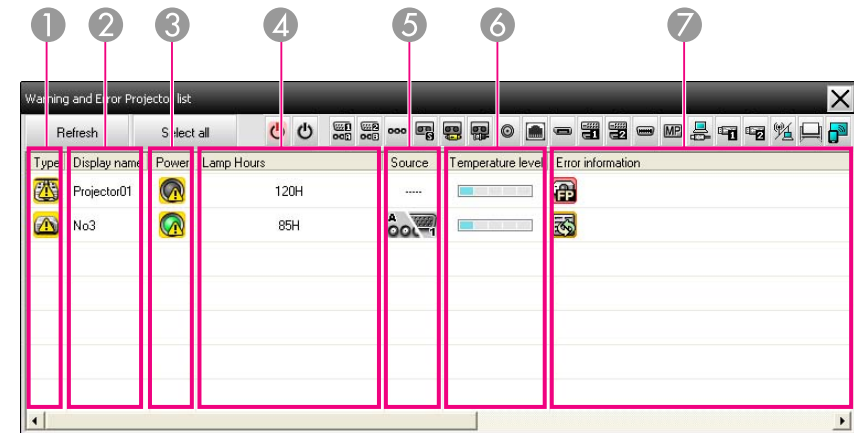 1 2 3 4 5 6 7
Warning and Error Projector list
Refresh Select all MP
Type Display name Power Lamp Hours Source Temperature level Error information
Projector01 120H ----- FP
No3 85H A 1